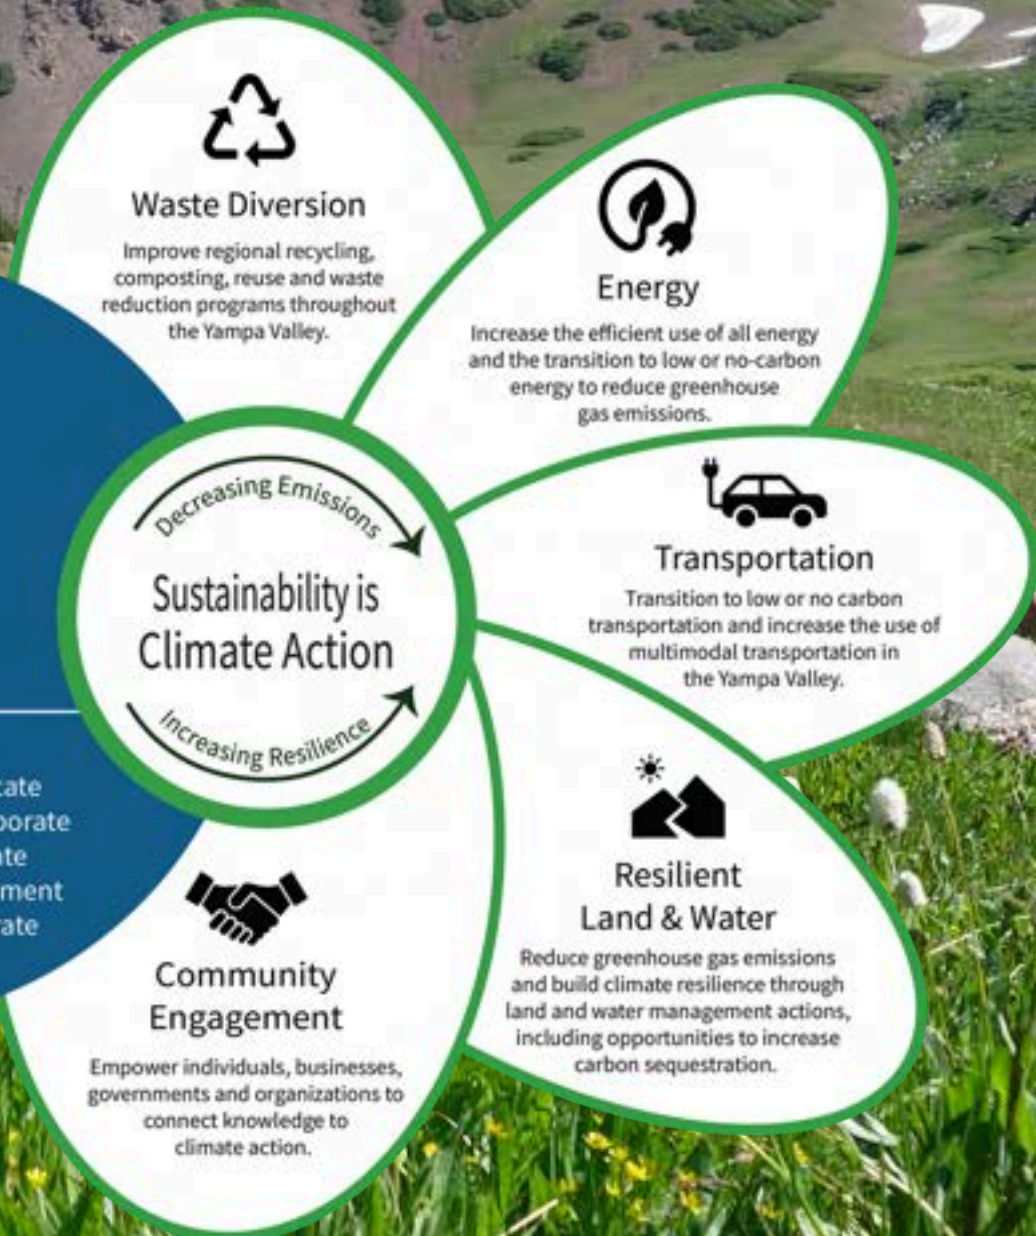 Waste Diversion
Improve regional recycling,
composting, reuse and waste
reduction programs throughout
the Yampa Valley.
Energy
Increase the efficient use of all energy
and the transition to low or no-carbon
energy to reduce greenhouse
gas emissions.
Decreasing Emissions
Sustainability is
Climate Action
Increasing Resilience
Transportation
Transition to low or no carbon
transportation and increase the use of
multimodal transportation in
the Yampa Valley.
Resilient
Land & Water
Reduce greenhouse gas emissions
and build climate resilience through
land and water management actions,
including opportunities to increase
carbon sequestration.
Community
Engagement
Empower individuals, businesses,
governments and organizations to
connect knowledge to
climate action.